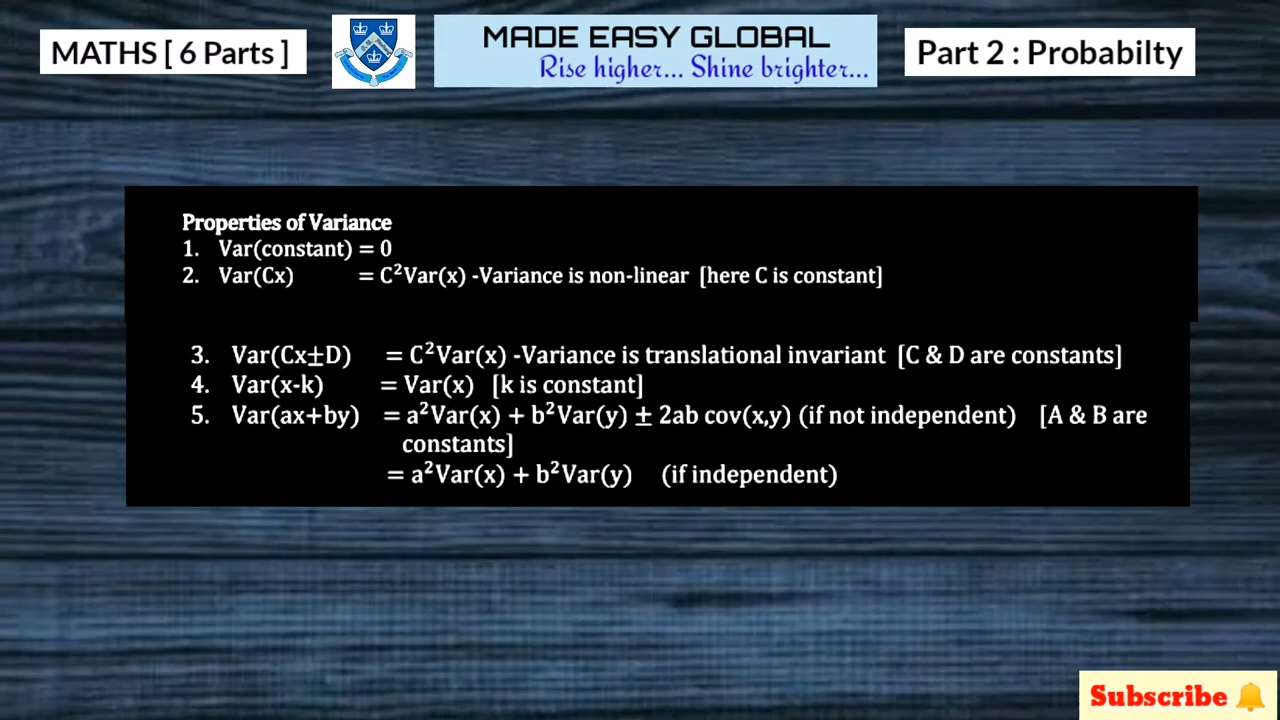 MATHS [ 6 Parts ]
MADE EASY GLOBAL
Rise higher... Shine brighter...
Part 2 : Probabilty
Properties of Variance
1. Var(constant) = 0
2. Var(Cx) = C²Var(x) -Variance is non-linear [here C is constant]
3. Var(Cx±D) = C²Var(x) -Variance is translational invariant [C & D are constants]
4. Var(x-k) = Var(x) [k is constant]
5. Var(ax+by) = a²Var(x) + b²Var(y) ± 2ab cov(x,y) (if not independent) [A & B are
constants]
= a²Var(x) + b²Var(y) (if independent)
Subscribe